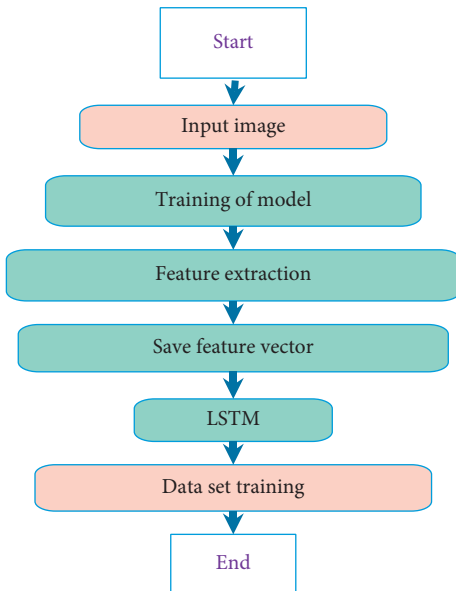 Start
Input image
Training of model
Feature extraction
Save feature vector
LSTM
Data set training
End